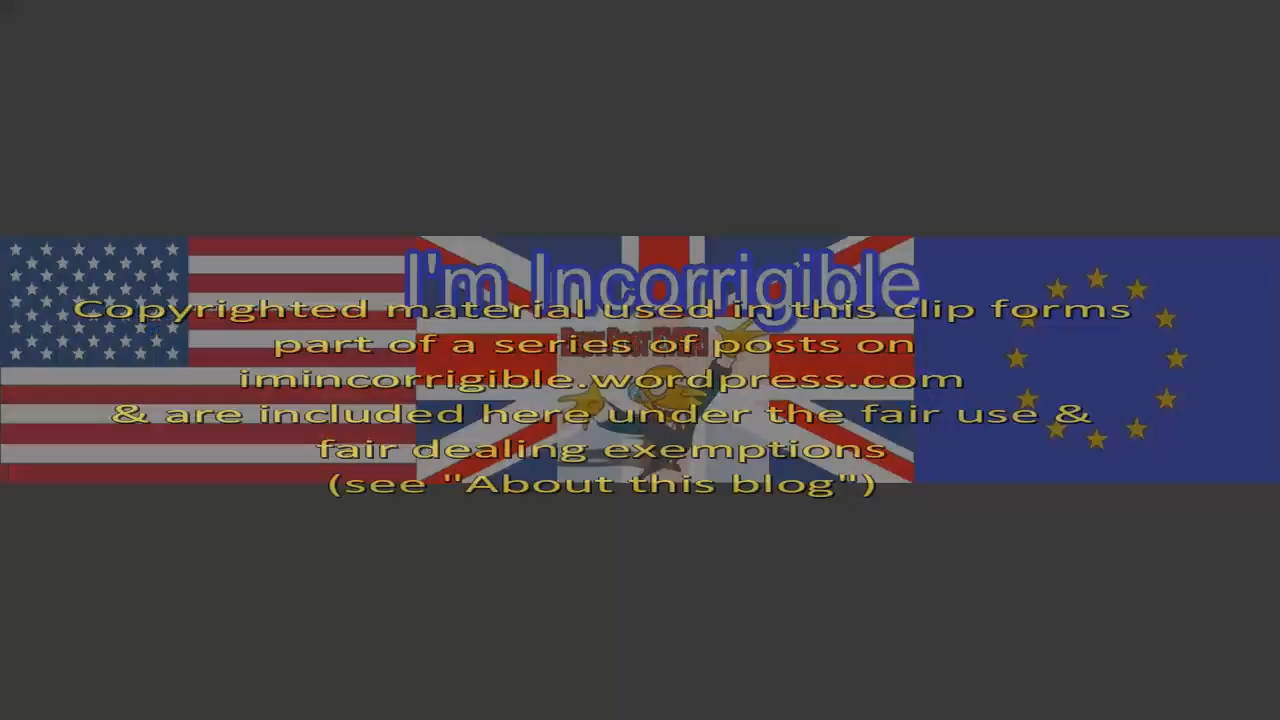 I'm Incorrigible
Copyrighted material used in this clip forms
part of a series of posts on
imincorrigible.wordpress.com
& are included here under the fair use &
fair dealing exemptions
(see "About this blog")